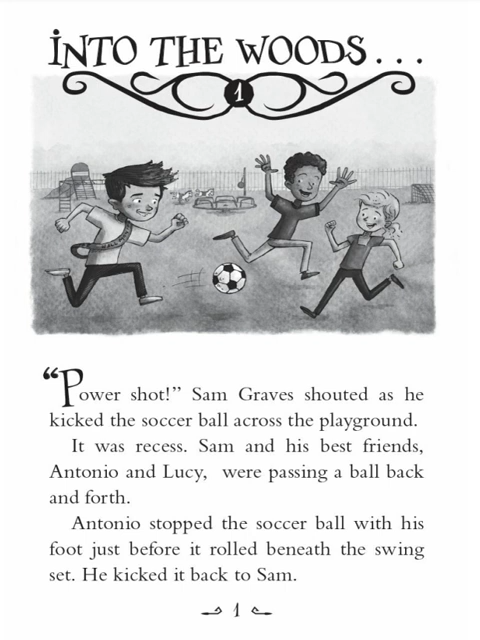 INTO THE WOODS...
1
“Power shot!” Sam Graves shouted as he
kicked the soccer ball across the playground.
It was recess. Sam and his best friends,
Antonio and Lucy, were passing a ball back
and forth.
Antonio stopped the soccer ball with his
foot just before it rolled beneath the swing
set. He kicked it back to Sam.
1